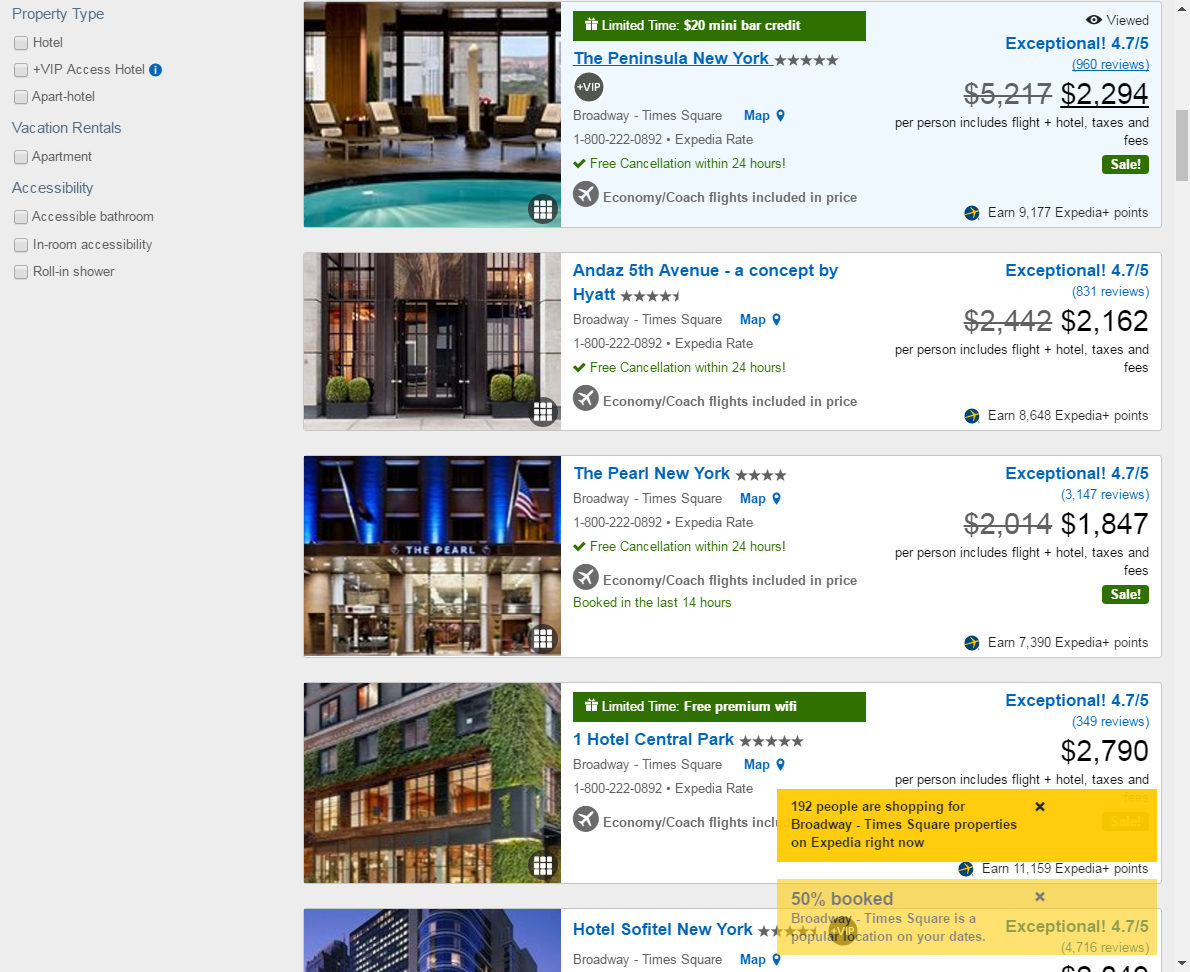 Property Type
Hotel
+VIP Access Hotel
Apart-hotel
Vacation Rentals
Apartment
Accessibility
Accessible bathroom
In-room accessibility
Roll-in shower
Limited Time: $20 mini bar credit
The Peninsula New York
+VIP
Broadway - Times Square Map
1-800-222-0892 • Expedia Rate
Free Cancellation within 24 hours!
Economy/Coach flights included in price
Viewed
Exceptional! 4.7/5
(960 reviews)
$5,217 $2,294
per person includes flight + hotel, taxes and
fees
Sale!
Earn 9,177 Expedia+ points
Andaz 5th Avenue - a concept by
Hyatt
Broadway - Times Square Map
1-800-222-0892 • Expedia Rate
Free Cancellation within 24 hours!
Economy/Coach flights included in price
Exceptional! 4.7/5
(831 reviews)
$2,442 $2,162
per person includes flight + hotel, taxes and
fees
Earn 8,648 Expedia+ points
THE PEARL
The Pearl New York
Broadway - Times Square Map
1-800-222-0892 • Expedia Rate
Free Cancellation within 24 hours!
Economy/Coach flights included in price
Booked in the last 14 hours
Exceptional! 4.7/5
(3,147 reviews)
$2,014 $1,847
per person includes flight + hotel, taxes and
fees
Sale!
Earn 7,390 Expedia+ points
Limited Time: Free premium wifi
1 Hotel Central Park
Broadway - Times Square Map
1-800-222-0892 • Expedia Rate
Economy/Coach flights inclu
Exceptional! 4.7/5
(349 reviews)
$2,790
per person includes flight + hotel, taxes and
fees
Sale!
192 people are shopping for
Broadway - Times Square properties
on Expedia right now
Earn 11,159 Expedia+ points
50% booked
Broadway - Times Square is a
popular location on your dates.
Hotel Sofitel New York
+VIP
Broadway - Times Square Map
Exceptional! 4.7/5
(4,716 reviews)